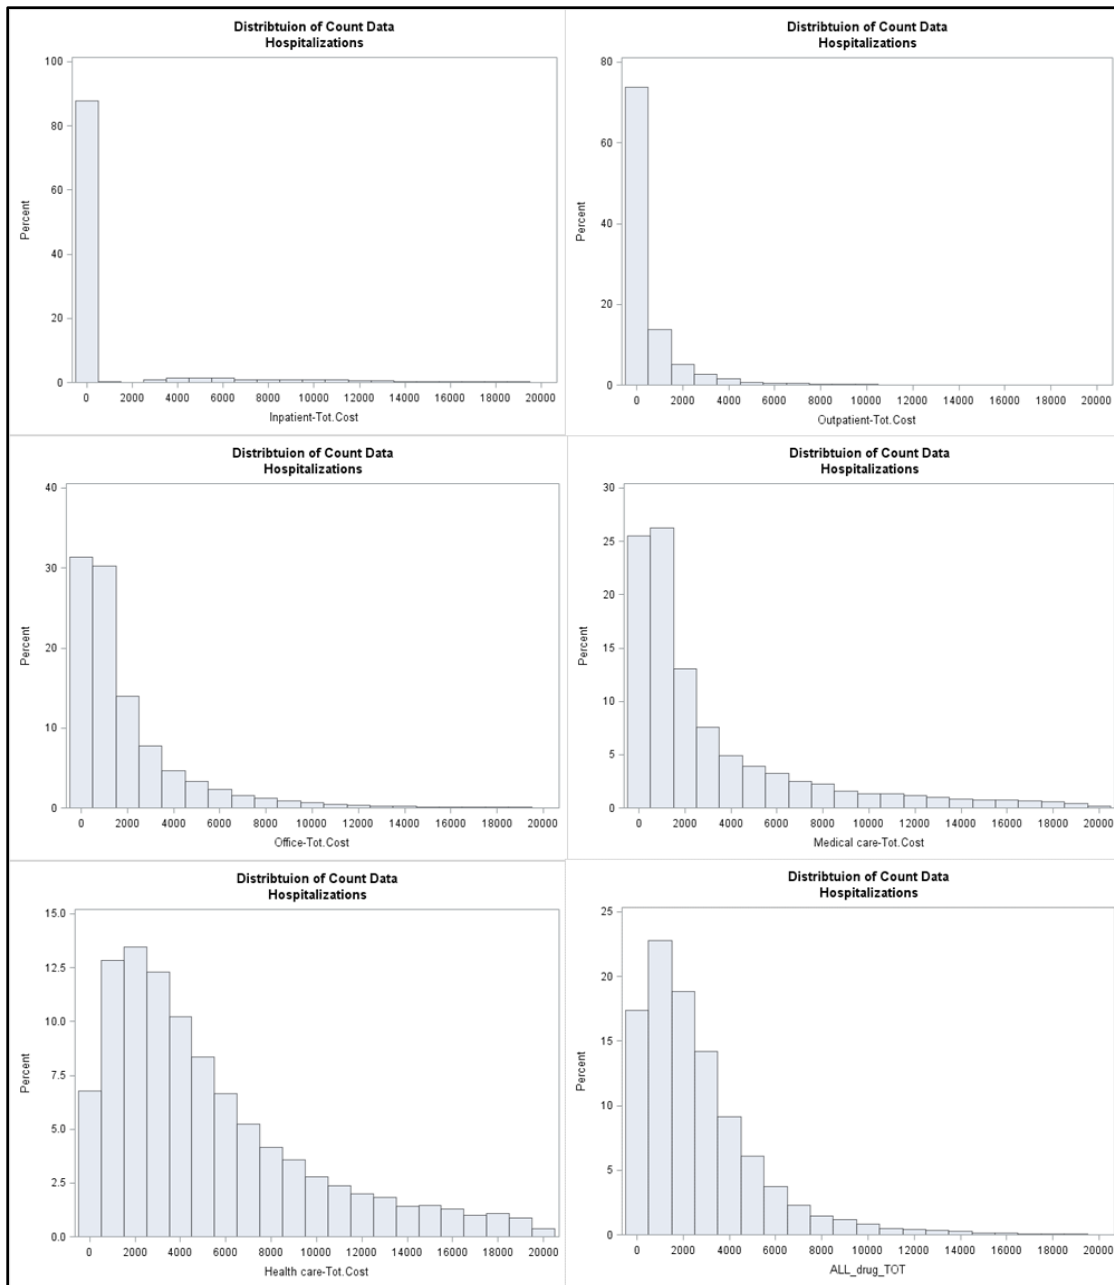 Distribtuion of Count Data
Hospitalizations
100
80
60
40
20
0
Percent
0 2000 4000 6000 8000 10000 12000 14000 16000 18000 20000
Inpatient-Tot.Cost
Distribtuion of Count Data
Hospitalizations
80
60
40
20
0
Percent
0 2000 4000 6000 8000 10000 12000 14000 16000 18000 20000
Outpatient-Tot.Cost
Distribtuion of Count Data
Hospitalizations
40
30
20
10
0
Percent
0 2000 4000 6000 8000 10000 12000 14000 16000 18000 20000
Office-Tot.Cost
Distribtuion of Count Data
Hospitalizations
30
25
20
15
10
5
0
Percent
0 2000 4000 6000 8000 10000 12000 14000 16000 18000 20000
Medical care-Tot.Cost
Distribtuion of Count Data
Hospitalizations
15.0
12.5
10.0
7.5
5.0
2.5
0.0
Percent
0 2000 4000 6000 8000 10000 12000 14000 16000 18000 20000
Health care-Tot.Cost
Distribtuion of Count Data
Hospitalizations
25
20
15
10
5
0
Percent
0 2000 4000 6000 8000 10000 12000 14000 16000 18000 20000
ALL_drug_TOT